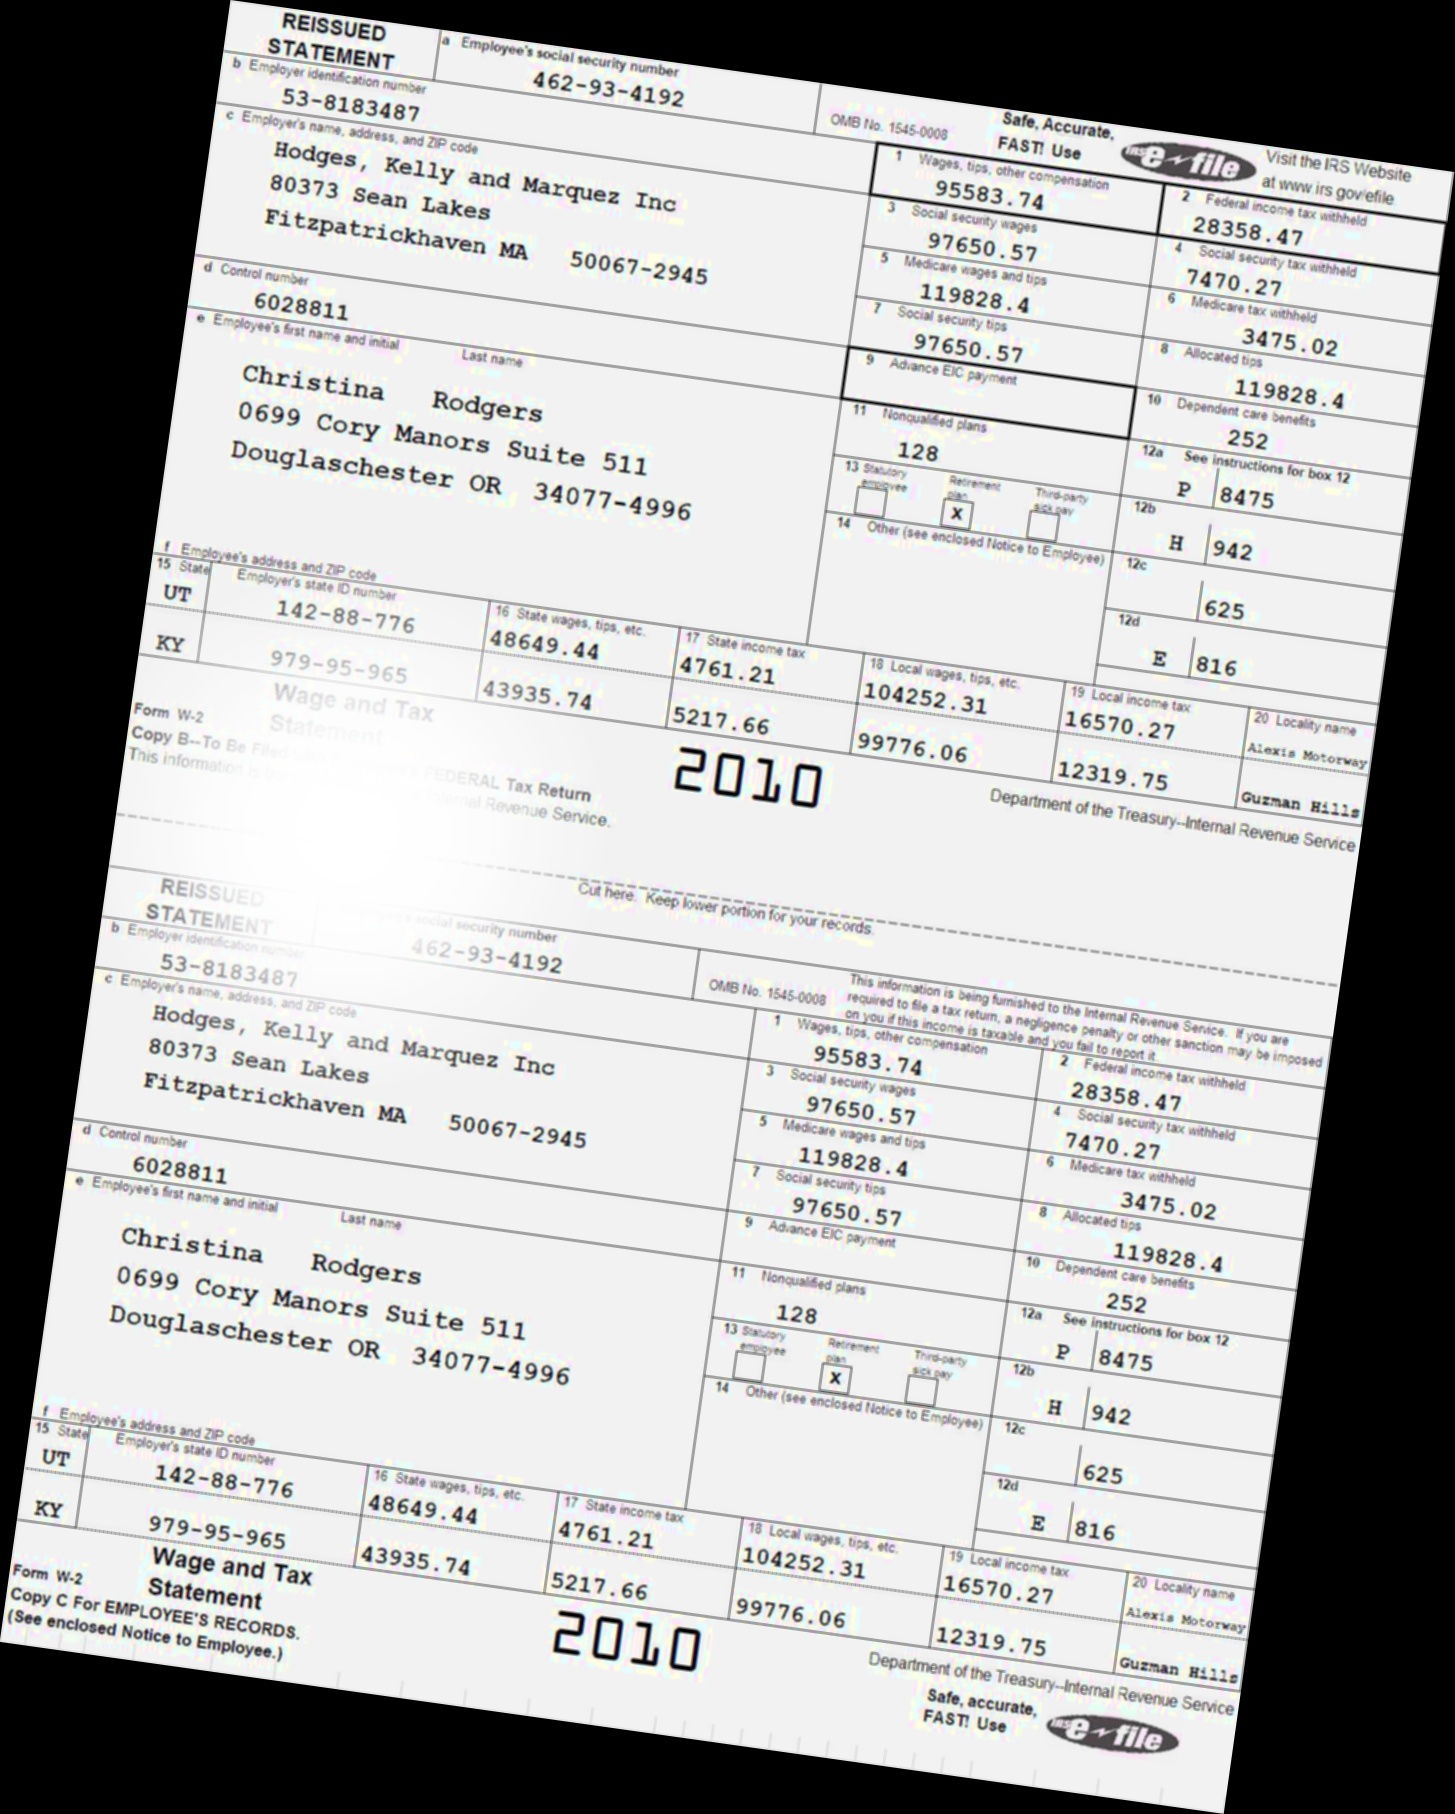 REISSUED
STATEMENT
a Employee's social security number
462-93-4192
OMB No. 1545-0008
Safe, Accurate,
FAST! Use
IRS e-file
Visit the IRS Website
at www irs gov/efile
b Employer identification number
53-8183487
c Employer's name, address, and ZIP code
Hodges, Kelly and Marquez Inc
80373 Sean Lakes
Fitzpatrickhaven MA 50067-2945
1 Wages, tips, other compensation
95583.74
2 Federal income tax withheld
28358.47
3 Social security wages
97650.57
4 Social security tax withheld
7470.27
5 Medicare wages and tips
119828.4
6 Medicare tax withheld
3475.02
d Control number
6028811
7 Social security tips
97650.57
8 Allocated tips
119828.4
e Employee's first name and initial Last name
Christina Rodgers
0699 Cory Manors Suite 511
Douglaschester OR 34077-4996
9 Advance EIC payment
10 Dependent care benefits
252
11 Nonqualified plans
128
12a See instructions for box 12
P 8475
13 Statutory employee
Retirement plan
Third-party sick pay
X
12b
H 942
14 Other (see enclosed Notice to Employee)
12c
625
12d
E 816
f Employee's address and ZIP code
15 State Employer's state ID number
16 State wages, tips, etc.
17 State income tax
18 Local wages, tips, etc.
19 Local income tax
20 Locality name
UT 142-88-776 48649.44 4761.21 104252.31 16570.27 Alexis Motorway
KY 979-95-965 43935.74 5217.66 99776.06 12319.75 Guzman Hills
Form W-2
Wage and Tax
Statement
2010
Department of the Treasury--Internal Revenue Service
Copy B--To Be Filed FEDERAL Tax Return
This information is Revenue Service.
Cut here. Keep lower portion for your records.
REISSUED
STATEMENT
social security number
462-93-4192
OMB No. 1545-0008
This information is being furnished to the Internal Revenue Service. If you are
required to file a tax return, a negligence penalty or other sanction may be imposed
on you if this income is taxable and you fail to report it.
b Employer identification number
53-8183487
c Employer's name, address, and ZIP code
Hodges, Kelly and Marquez Inc
80373 Sean Lakes
Fitzpatrickhaven MA 50067-2945
1 Wages, tips, other compensation
95583.74
2 Federal income tax withheld
28358.47
3 Social security wages
97650.57
4 Social security tax withheld
7470.27
5 Medicare wages and tips
119828.4
6 Medicare tax withheld
3475.02
d Control number
6028811
7 Social security tips
97650.57
8 Allocated tips
119828.4
e Employee's first name and initial Last name
Christina Rodgers
0699 Cory Manors Suite 511
Douglaschester OR 34077-4996
9 Advance EIC payment
10 Dependent care benefits
252
11 Nonqualified plans
128
12a See instructions for box 12
P 8475
13 Statutory employee
Retirement plan
Third-party sick pay
X
12b
H 942
14 Other (see enclosed Notice to Employee)
12c
625
12d
E 816
f Employee's address and ZIP code
15 State Employer's state ID number
16 State wages, tips, etc.
17 State income tax
18 Local wages, tips, etc.
19 Local income tax
20 Locality name
UT 142-88-776 48649.44 4761.21 104252.31 16570.27 Alexis Motorway
KY 979-95-965 43935.74 5217.66 99776.06 12319.75 Guzman Hills
Form W-2
Wage and Tax
Statement
2010
Department of the Treasury--Internal Revenue Service
Copy C For EMPLOYEE'S RECORDS.
(See enclosed Notice to Employee.)
Safe, accurate,
FAST! Use
IRS e-file